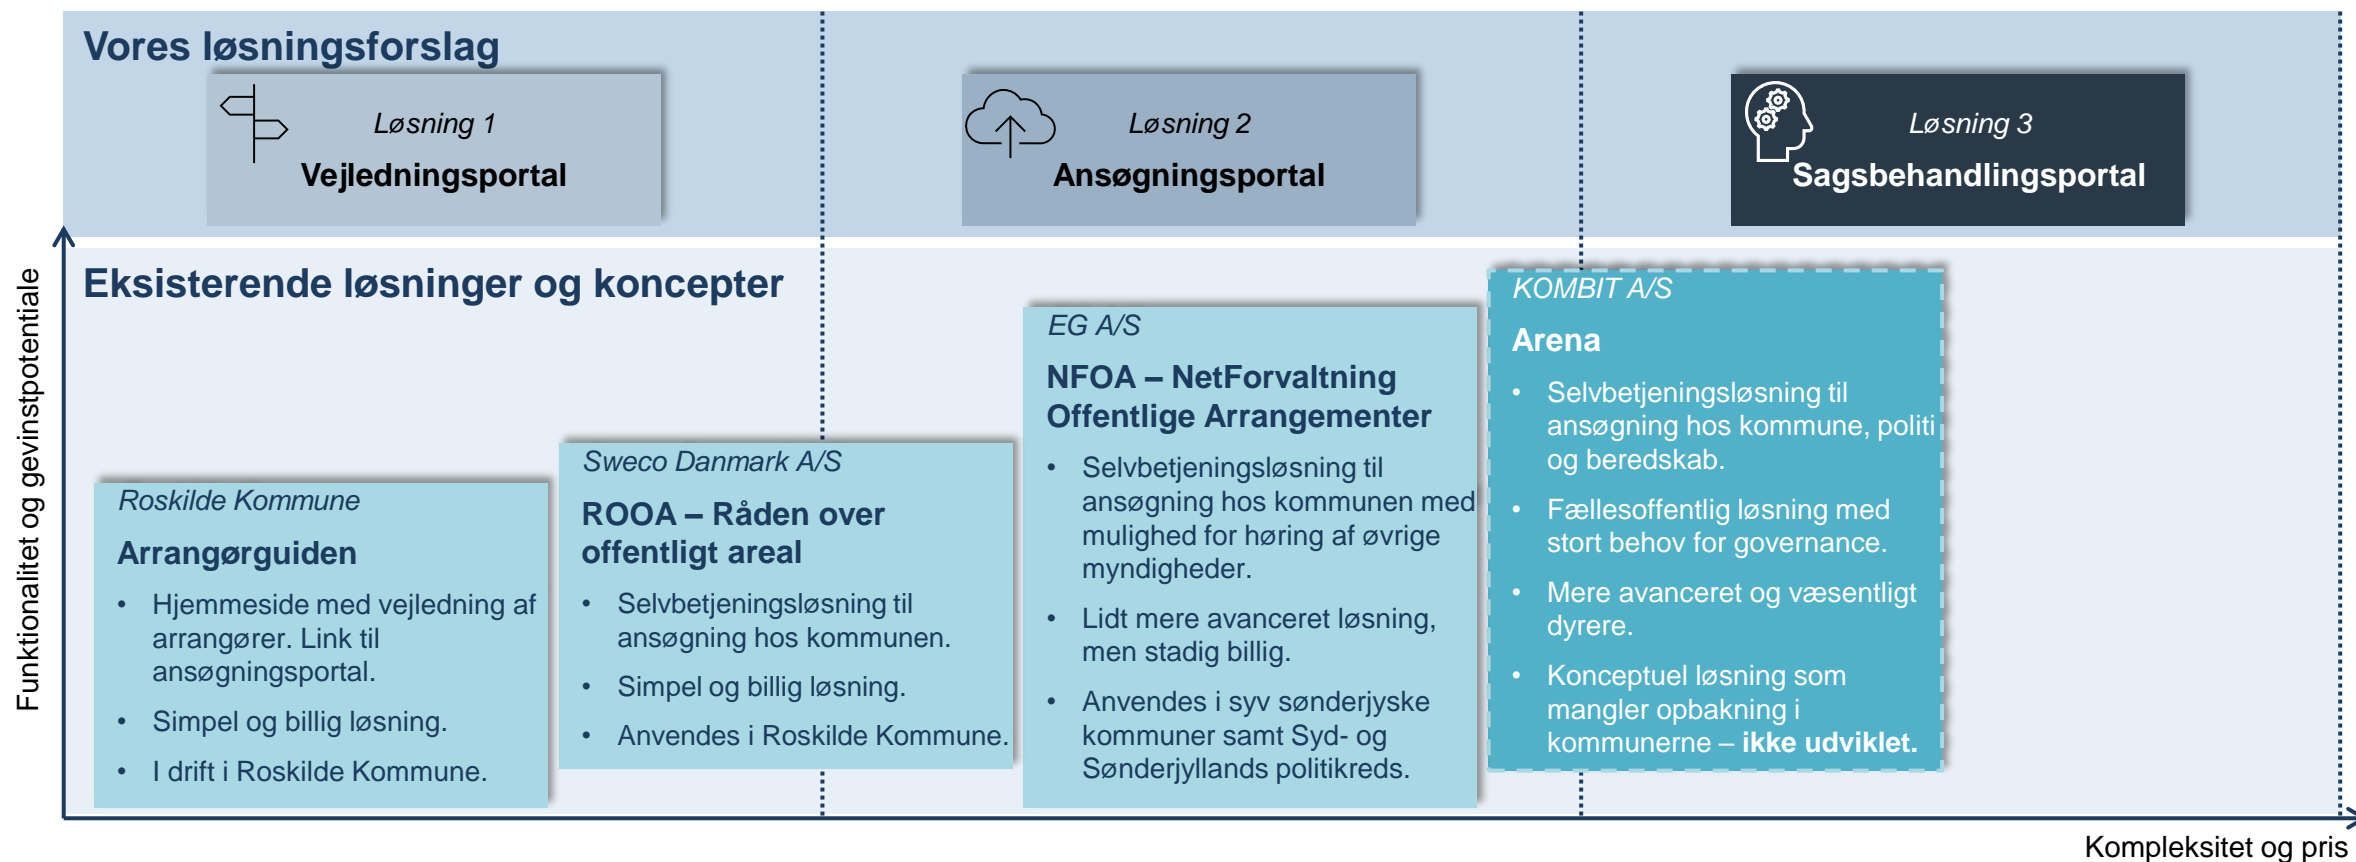 Vores løsningsforslag
Løsning 1
Vejledningsportal
Løsning 2
Ansøgningsportal
Løsning 3
Sagsbehandlingsportal
Funktionalitet og gevinstpotentiale
Eksisterende løsninger og koncepter
Roskilde Kommune
Arrangørguiden
• Hjemmeside med vejledning af
arrangører. Link til
ansøgningsportal.
• Simpel og billig løsning.
• I drift i Roskilde Kommune.
Sweco Danmark A/S
ROOA – Råden over
offentligt areal
• Selvbetjeningsløsning til
ansøgning hos kommunen.
• Simpel og billig løsning.
• Anvendes i Roskilde Kommune.
EG A/S
NFOA – NetForvaltning
Offentlige Arrangementer
• Selvbetjeningsløsning til
ansøgning hos kommunen med
mulighed for høring af øvrige
myndigheder.
• Lidt mere avanceret løsning,
men stadig billig.
• Anvendes i syv sønderjyske
kommuner samt Syd- og
Sønderjyllands politikreds.
KOMBIT A/S
Arena
• Selvbetjeningsløsning til
ansøgning hos kommune, politi
og beredskab.
• Fællesoffentlig løsning med
stort behov for governance.
• Mere avanceret og væsentligt
dyrere.
• Konceptuel løsning som
mangler opbakning i
kommunerne – ikke udviklet.
Kompleksitet og pris